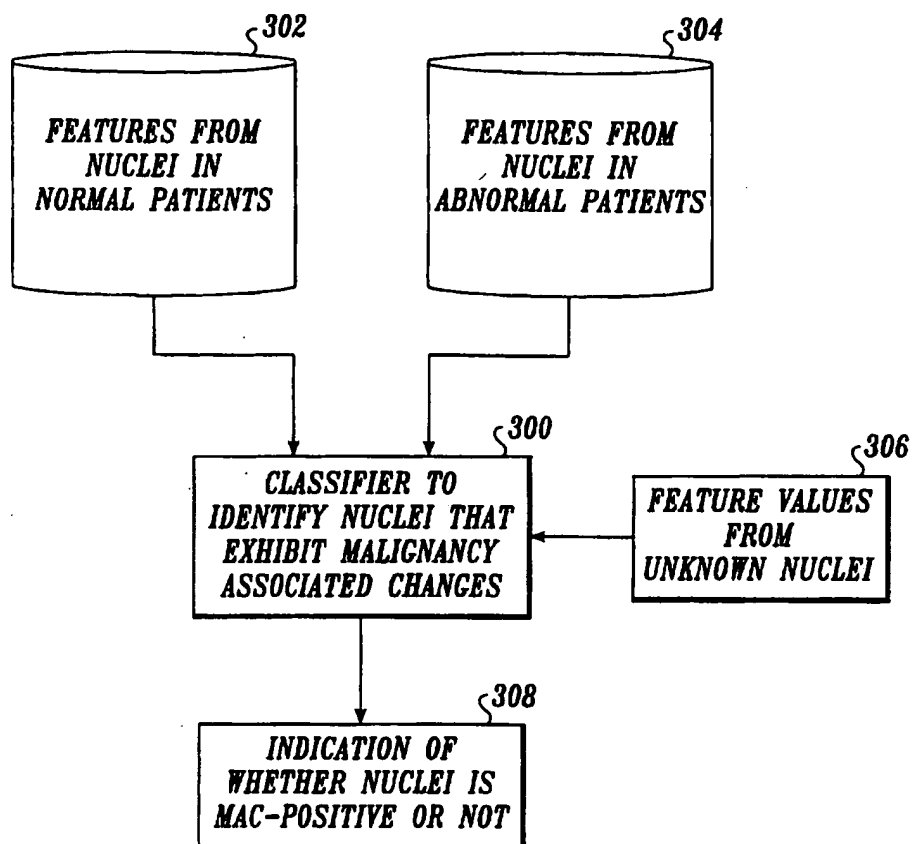 302
FEATURES FROM
NUCLEI IN
NORMAL PATIENTS
304
FEATURES FROM
NUCLEI IN
ABNORMAL PATIENTS
300
CLASSIFIER TO
IDENTIFY NUCLEI THAT
EXHIBIT MALIGNANCY
ASSOCIATED CHANGES
306
FEATURE VALUES
FROM
UNKNOWN NUCLEI
308
INDICATION OF
WHETHER NUCLEI IS
MAC-POSITIVE OR NOT